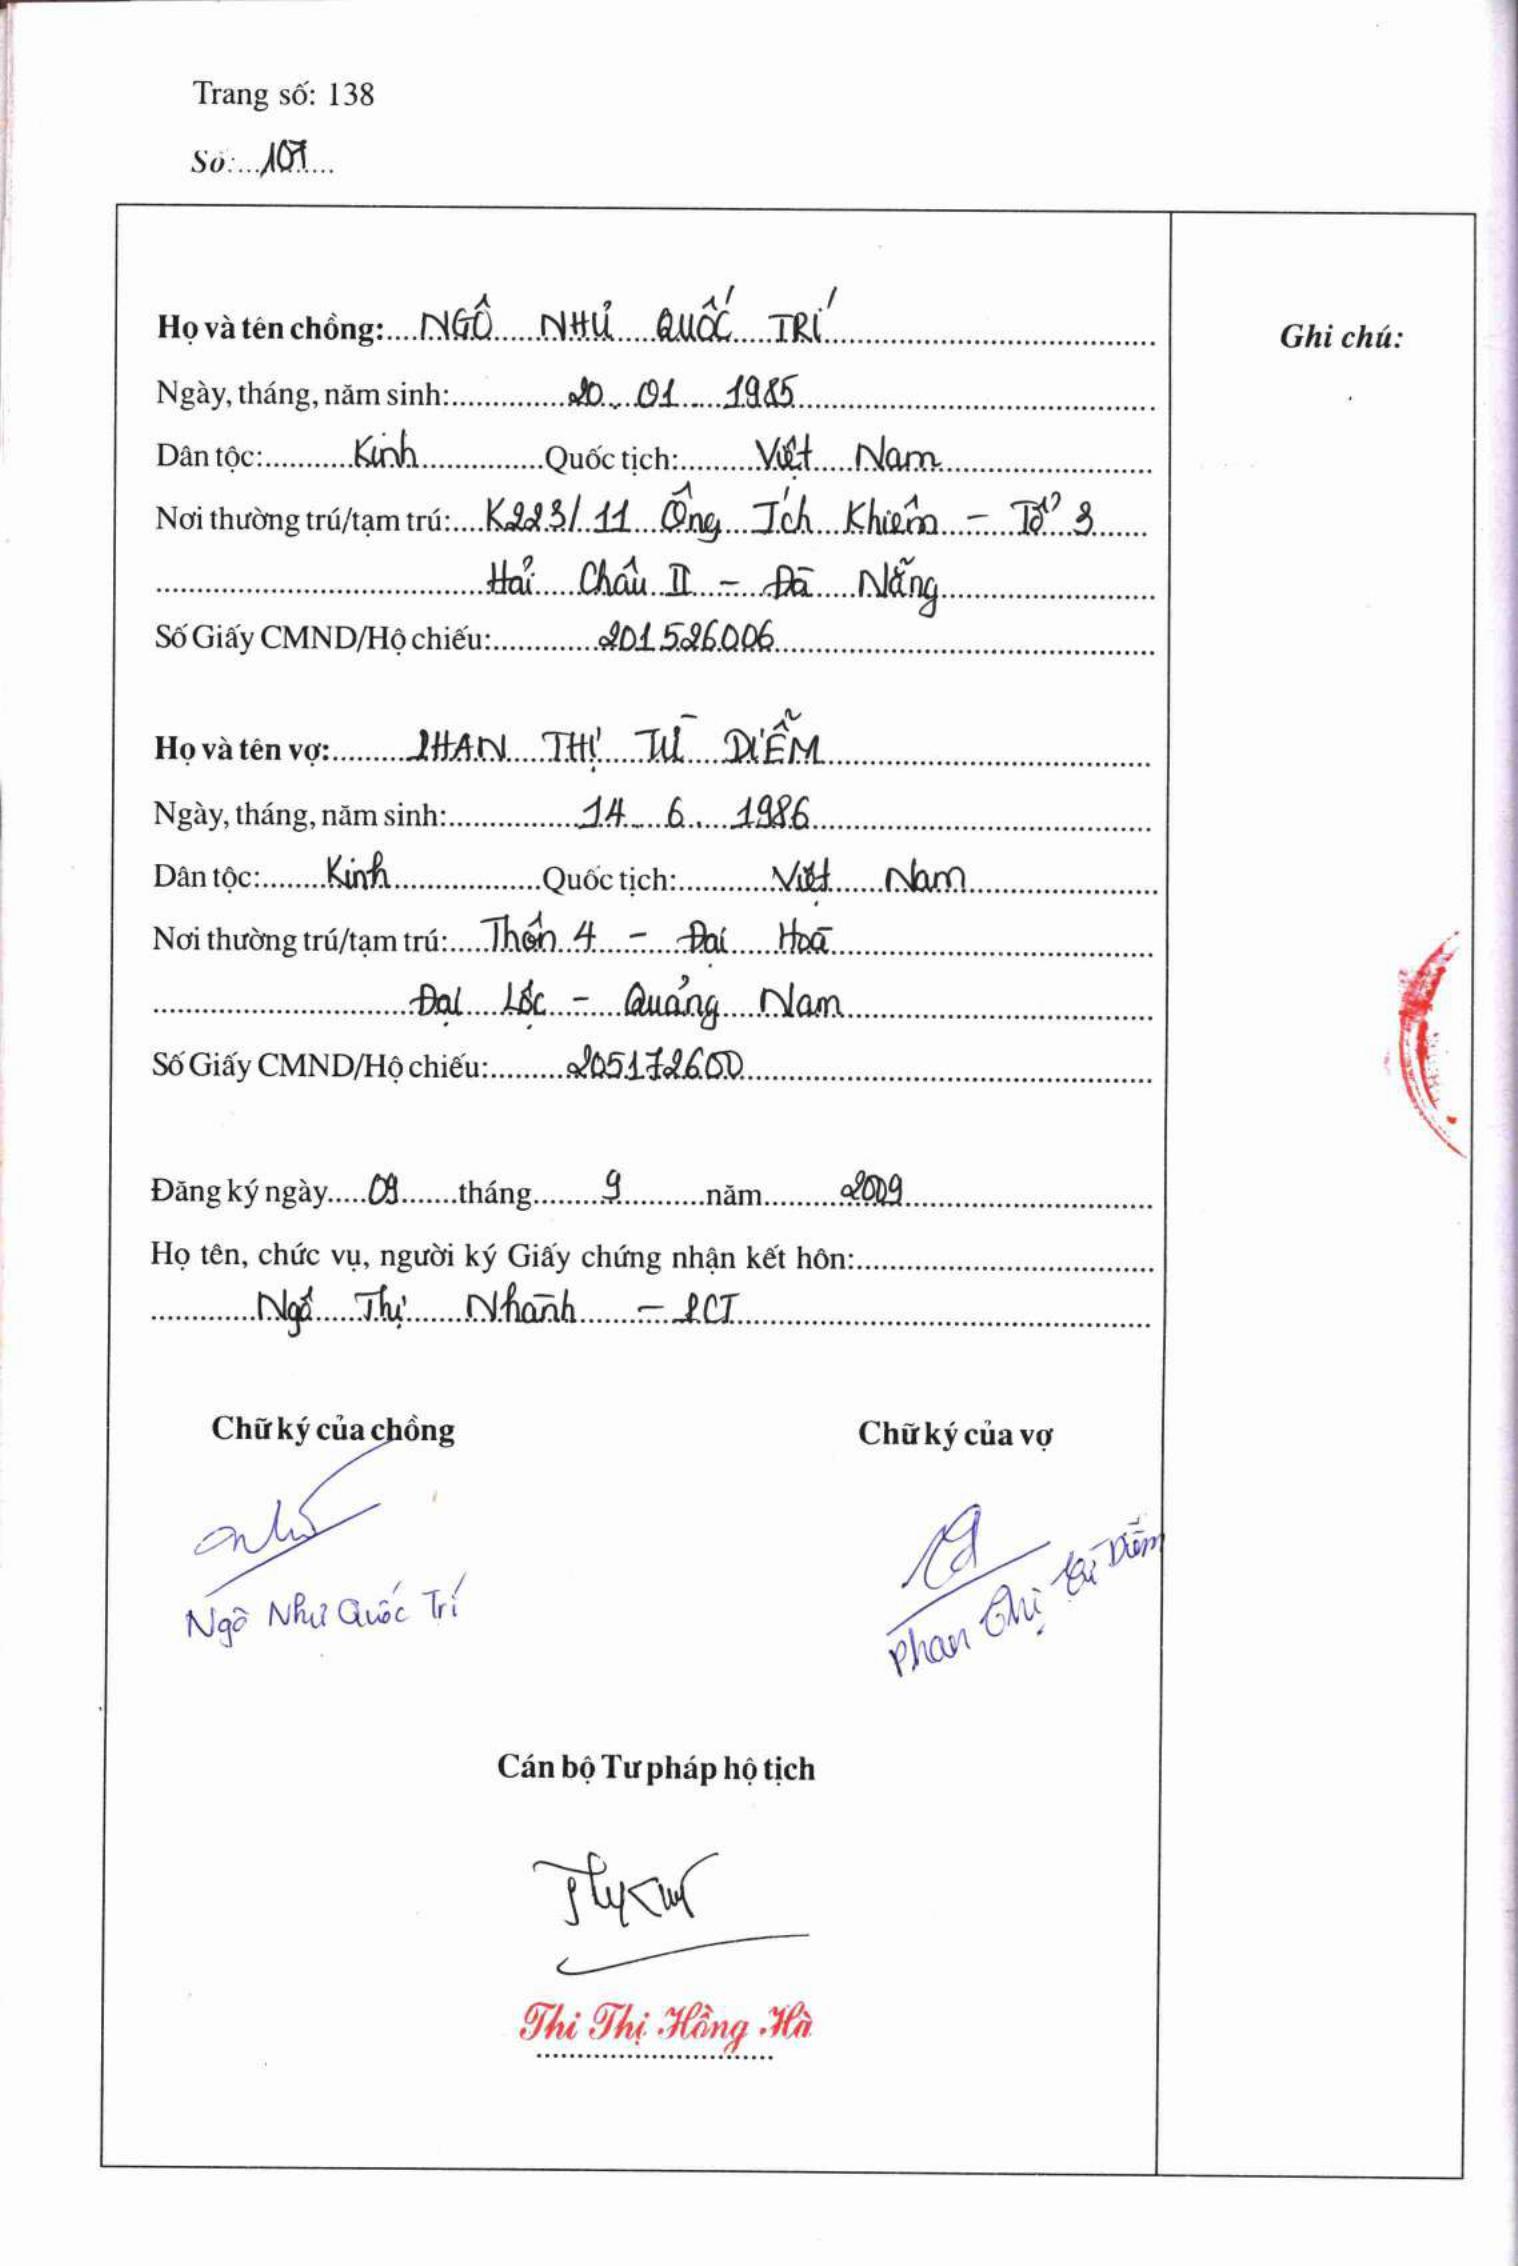 Trang số: 138
Số: 107
Họ và tên chồng: NGÔ NHƯ QUỐC TRÍ
Ghi chú:
Ngày, tháng, năm sinh: 20 01 1985
Dân tộc: Kinh Quốc tịch: Việt Nam
Nơi thường trú/tạm trú: K223/11 Ông Ích Khiêm - Tổ 3
Hải Châu II - Đà Nẵng
Số Giấy CMND/Hộ chiếu: 201526006
Họ và tên vợ: PHAN THỊ TÚ DIỄM
Ngày, tháng, năm sinh: 14 6 1986
Dân tộc: Kinh Quốc tịch: Việt Nam
Nơi thường trú/tạm trú: Thôn 4 - Đại Hoà
Đại Lộc - Quảng Nam
Số Giấy CMND/Hộ chiếu: 205172600
Đăng ký ngày 09 tháng 9 năm 2009
Họ tên, chức vụ, người ký Giấy chứng nhận kết hôn:
Ngô Thị Nhành - PCT
Chữ ký của chồng Chữ ký của vợ
Ngô Như Quốc Trí
Phan Thị Tú Diễm
Cán bộ Tư pháp hộ tịch
Thi Thị Hồng Hà